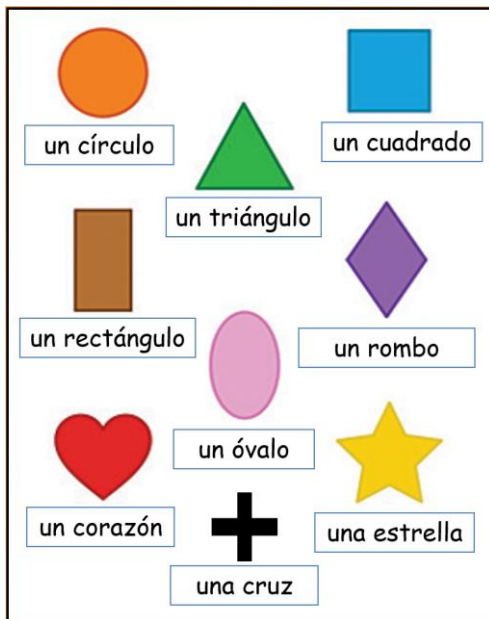 un círculo
un cuadrado
un triángulo
un rectángulo
un rombo
un óvalo
un corazón
una estrella
una cruz